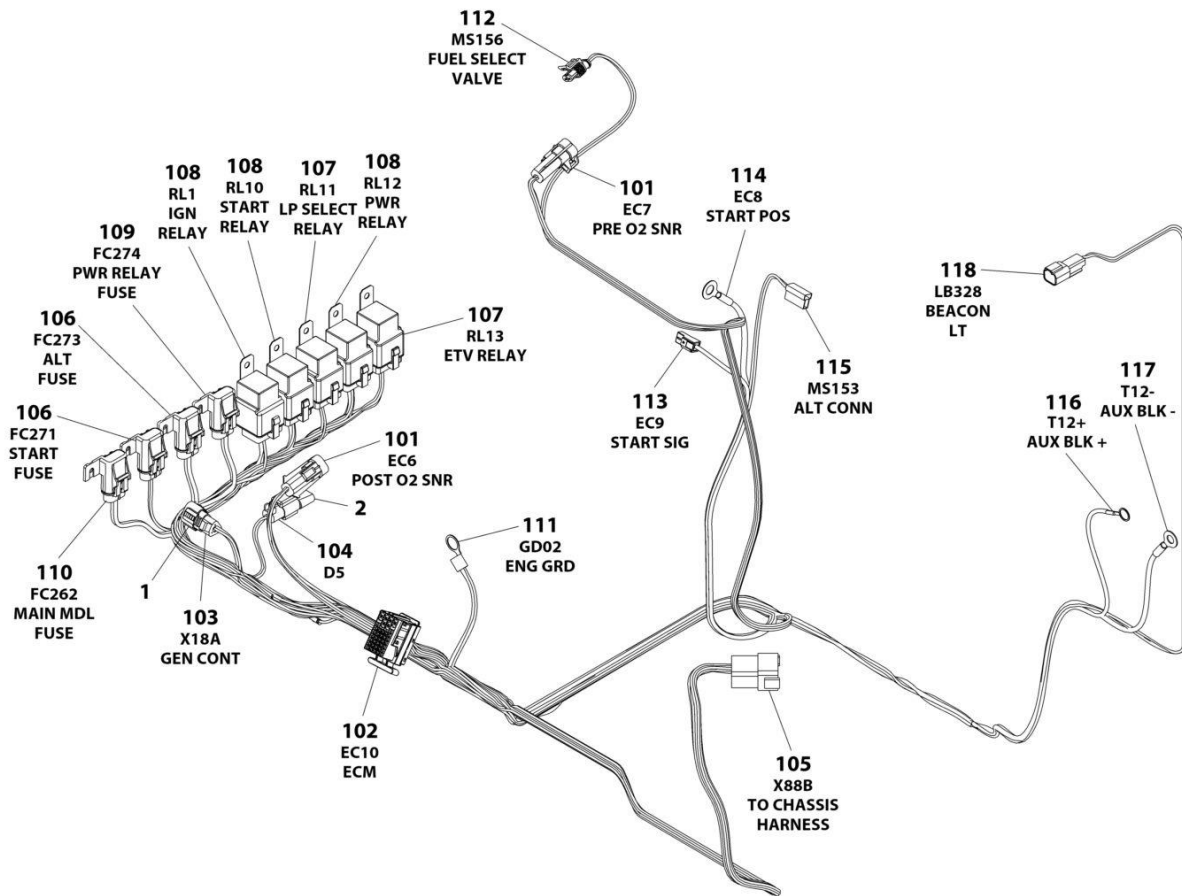 112
MS156
FUEL SELECT
VALVE
108
RL1
IGN
RELAY
108
RL10
START
RELAY
107
RL11
LP SELECT
RELAY
108
RL12
PWR
RELAY
101
EC7
PRE O2 SNR
114
EC8
START POS
109
FC274
PWR RELAY
FUSE
118
LB328
BEACON
LT
106
FC273
ALT
FUSE
107
RL13
ETV RELAY
115
MS153
ALT CONN
113
EC9
START SIG
117
T12-
AUX BLK -
116
T12+
AUX BLK +
106
FC271
START
FUSE
101
EC6
POST O2 SNR
2
111
GD02
ENG GRD
104
D5
110
FC262
MAIN MDL
FUSE
1
103
X18A
GEN CONT
102
EC10
ECM
105
X88B
TO CHASSIS
HARNESS